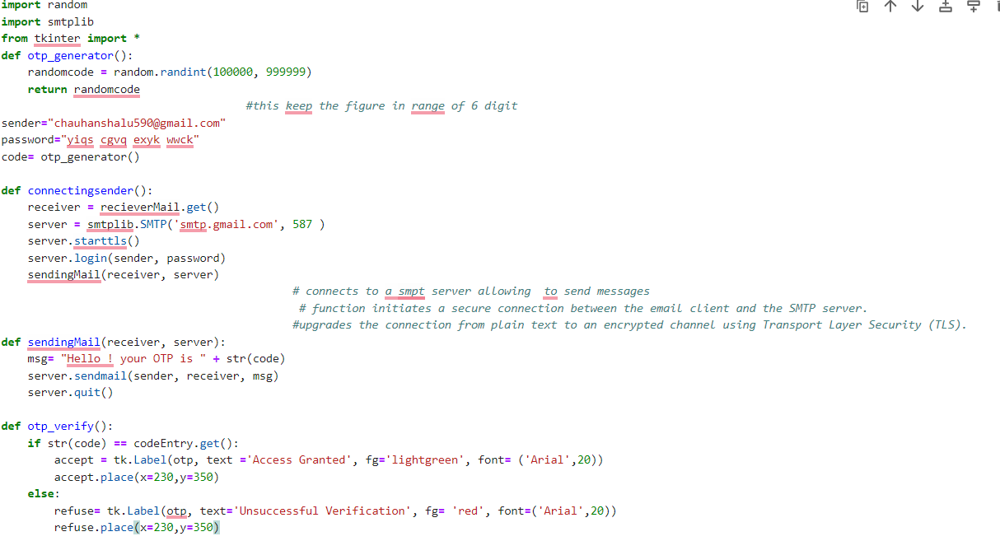 import random
import smtplib
from tkinter import *
def otp_generator():
    randomcode = random.randint(100000, 999999)
    return randomcode
#this keep the figure in range of 6 digit
sender="chauhanshalu590@gmail.com"
password="yiqs cgvq exyk wwck"
code= otp_generator()

def connectingsender():
    receiver = recieverMail.get()
    server = smtplib.SMTP('smtp.gmail.com', 587 )
    server.starttls()
    server.login(sender, password)
    sendingMail(receiver, server)
# connects to a smpt server allowing  to send messages
# function initiates a secure connection between the email client and the SMTP server.
#upgrades the connection from plain text to an encrypted channel using Transport Layer Security (TLS).
def sendingMail(receiver, server):
    msg= "Hello ! your OTP is " + str(code)
    server.sendmail(sender, receiver, msg)
    server.quit()

def otp_verify():
    if str(code) == codeEntry.get():
        accept = tk.Label(otp, text ='Access Granted', fg='lightgreen', font= ('Arial',20))
        accept.place(x=230,y=350)
    else:
        refuse= tk.Label(otp, text='Unsuccessful Verification', fg= 'red', font=('Arial',20))
        refuse.place(x=230,y=350)